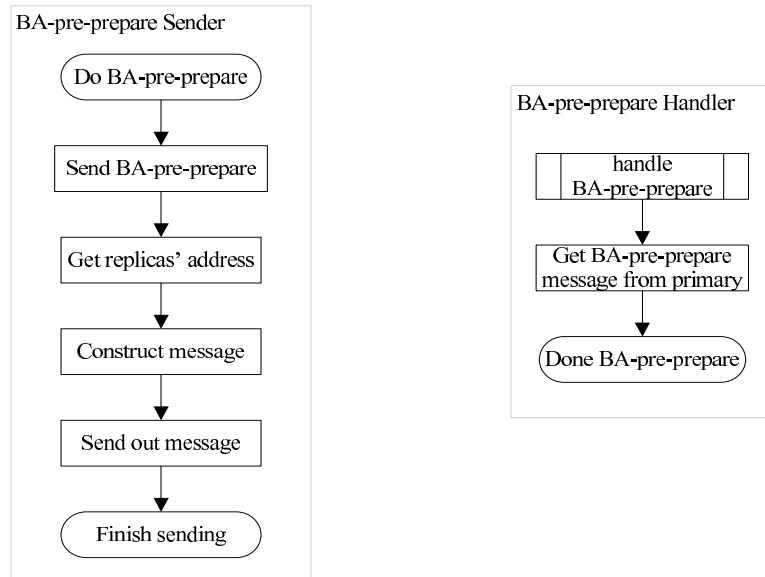 BA-pre-prepare Sender
Do BA-pre-prepare
Send BA-pre-prepare
Get replicas’ address
Construct message
Send out message
Finish sending
BA-pre-prepare Handler
handle
BA-pre-prepare
Get BA-pre-prepare
message from primary
Done BA-pre-prepare